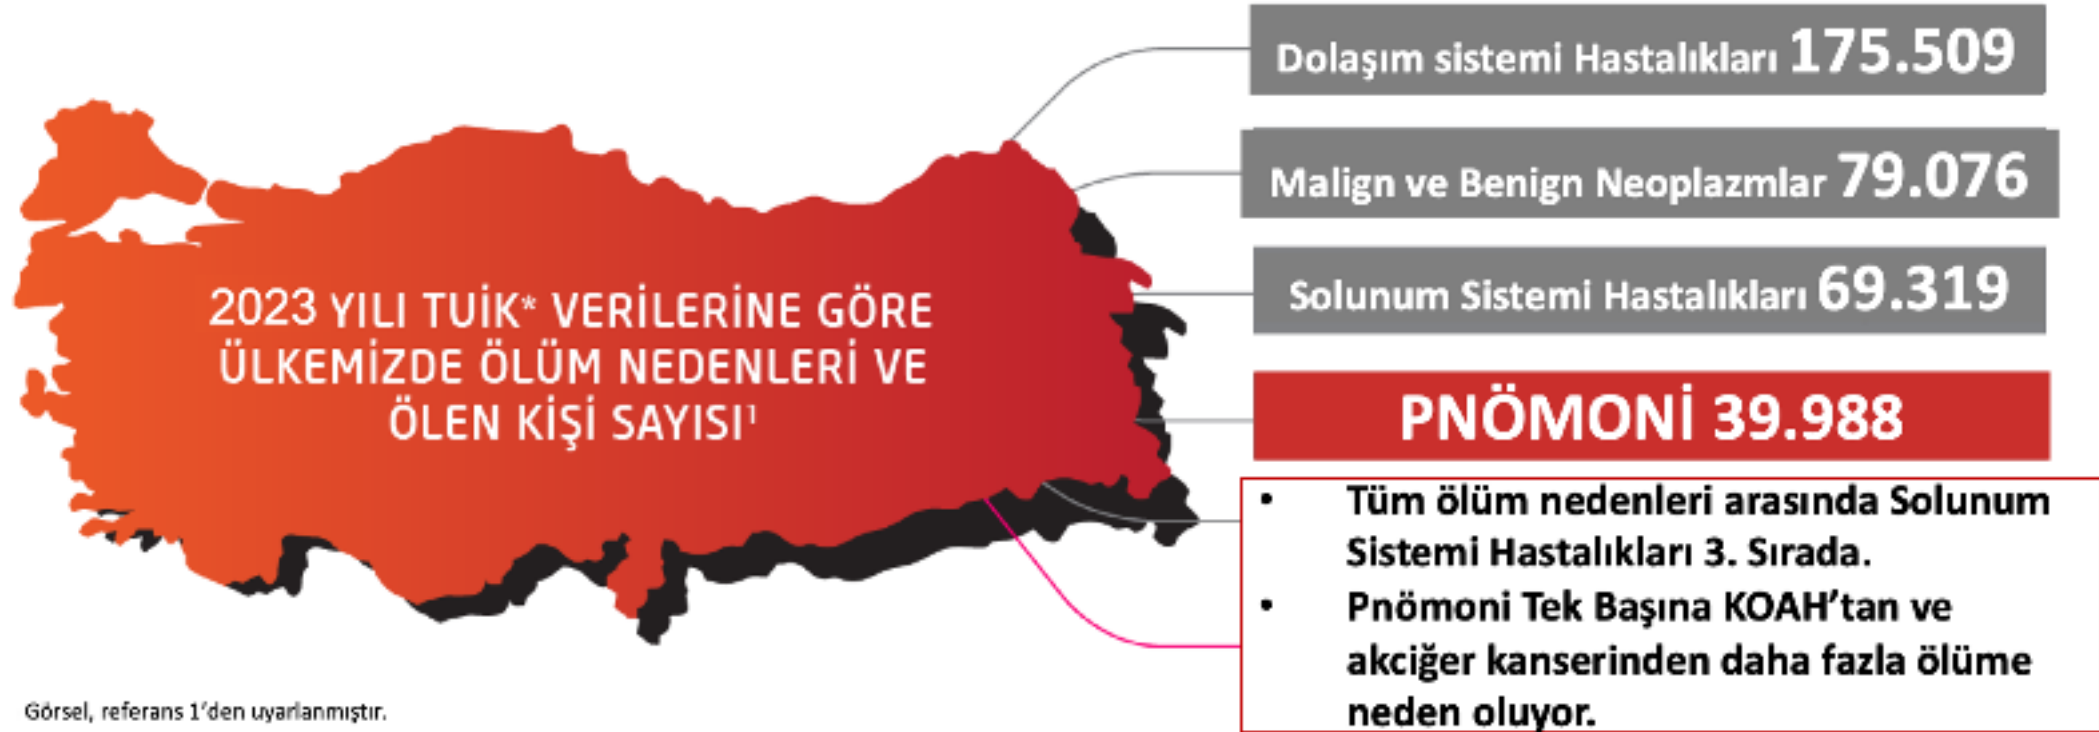 2023 YILI TUİK* VERİLERİNE GÖRE
ÜLKEMİZDE ÖLÜM NEDENLERİ VE
ÖLEN KİŞİ SAYISI¹
Dolaşım sistemi Hastalıkları 175.509
Malign ve Benign Neoplazmlar 79.076
Solunum Sistemi Hastalıkları 69.319
PNÖMONİ 39.988
• Tüm ölüm nedenleri arasında Solunum
Sistemi Hastalıkları 3. Sırada.
• Pnömoni Tek Başına KOAH’tan ve
akciğer kanserinden daha fazla ölüme
neden oluyor.
Görsel, referans 1’den uyarlanmıştır.